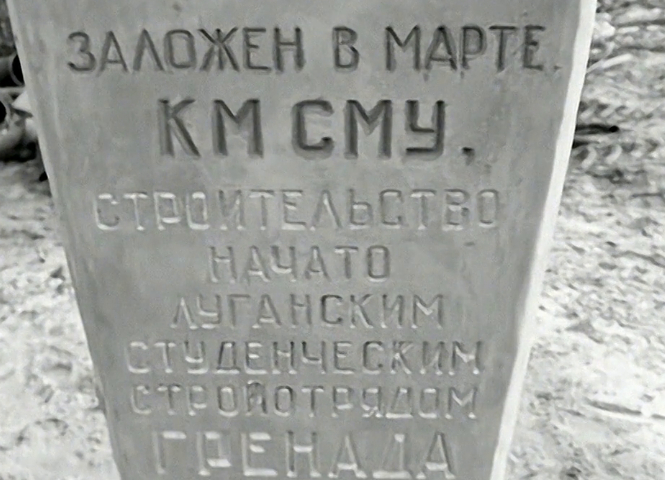 ЗАЛОЖЕН В МАРТЕ.
КМ СМУ,
СТРОИТЕЛЬСТВО
НАЧАТО
ЛУГАНСКИМ
СТУДЕНЧЕСКИМ
СТРОЙОТРЯДОМ
ГРЕНАДА